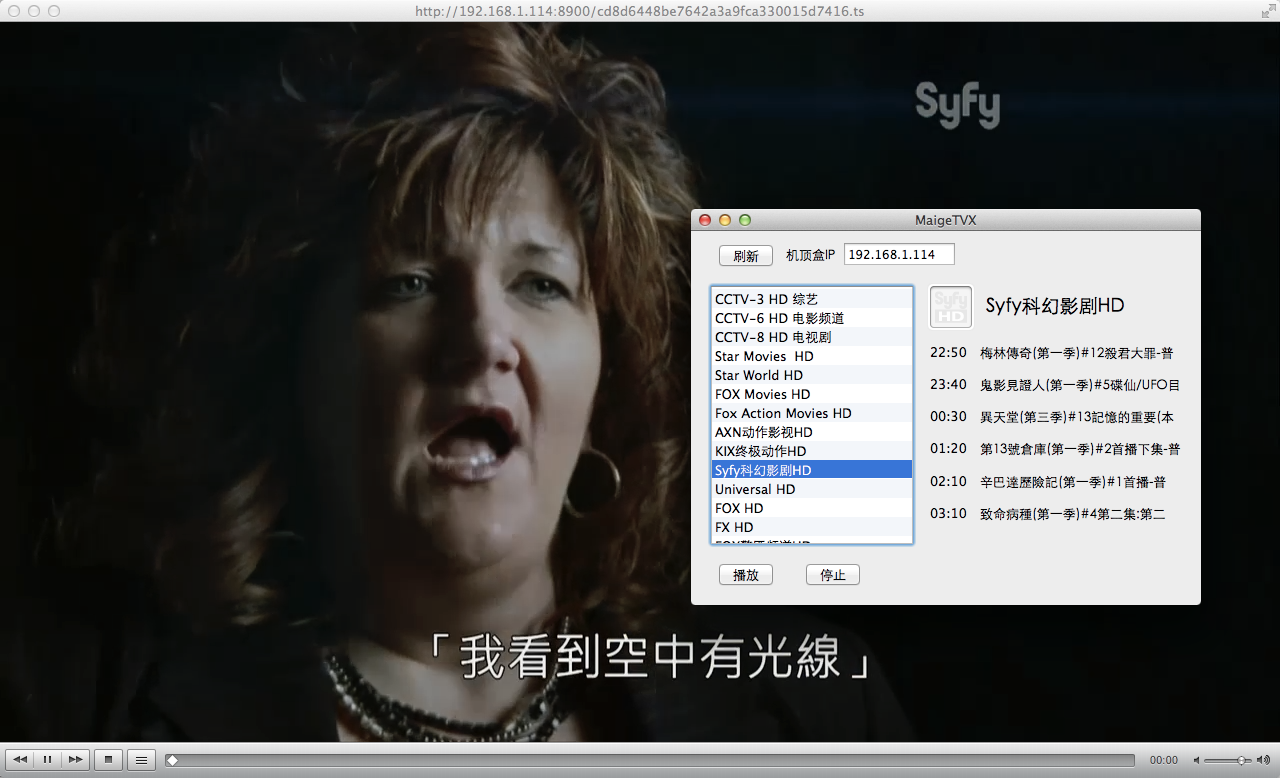 http://192.168.1.114:8900/cd8d6448be7642a3a9fca330015d7416.ts
Syfy
MaigeTVX
刷新 机顶盒IP 192.168.1.114
CCTV-3 HD 综艺
CCTV-6 HD 电影频道
CCTV-8 HD 电视剧
Star Movies  HD
Star World HD
FOX Movies HD
Fox Action Movies HD
AXN动作影视HD
KIX终极动作HD
Syfy科幻影剧HD
Universal HD
FOX HD
FX HD
Syfy HD
Syfy科幻影剧HD
22:50 梅林傳奇(第一季)#12殺君大罪-普
23:40 鬼影見證人(第一季)#5碟仙/UFO目
00:30 異天堂(第三季)#13記憶的重要(本
01:20 第13號倉庫(第一季)#2首播下集-普
02:10 辛巴達歷險記(第一季)#1首播-普
03:10 致命病種(第一季)#4第二集:第二
播放 停止
「我看到空中有光線」
00:00